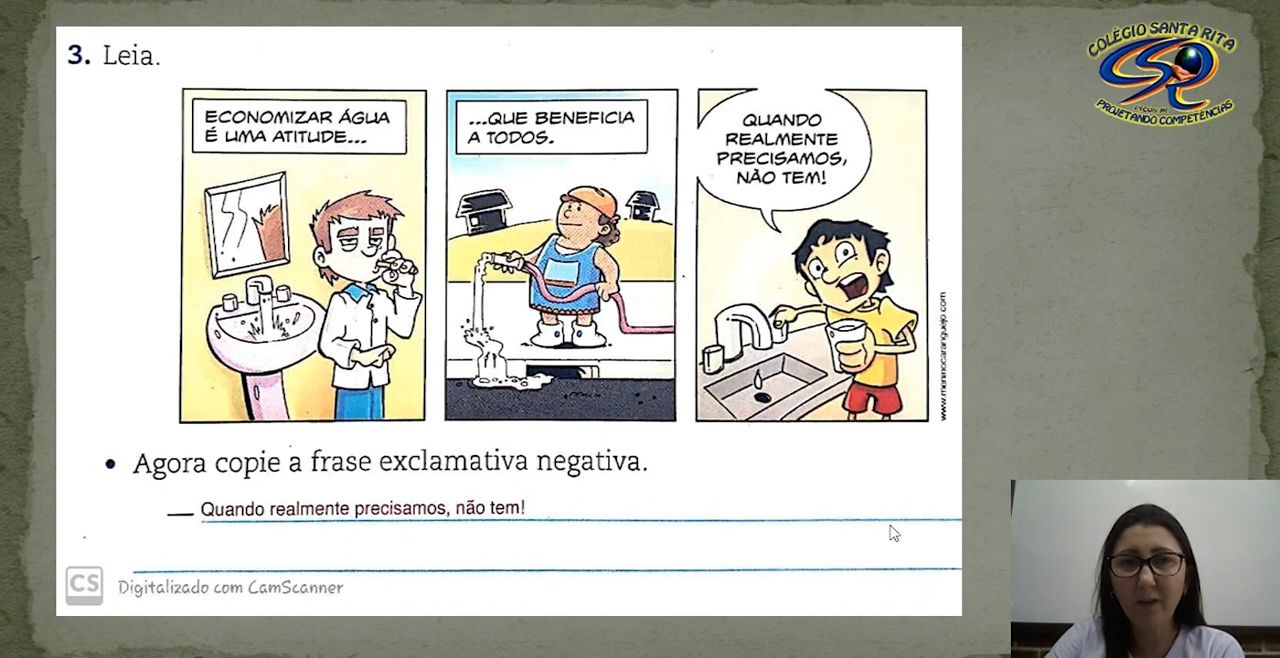 3. Leia.
ECONOMIZAR ÁGUA
É UMA ATITUDE...
...QUE BENEFICIA
A TODOS.
QUANDO
REALMENTE
PRECISAMOS,
NÃO TEM!
www.meninocaranguejo.com
• Agora copie a frase exclamativa negativa.
Quando realmente precisamos, não tem!
CS Digitalizado com CamScanner
COLÉGIO SANTA RITA
PROJETANDO COMPETÊNCIAS